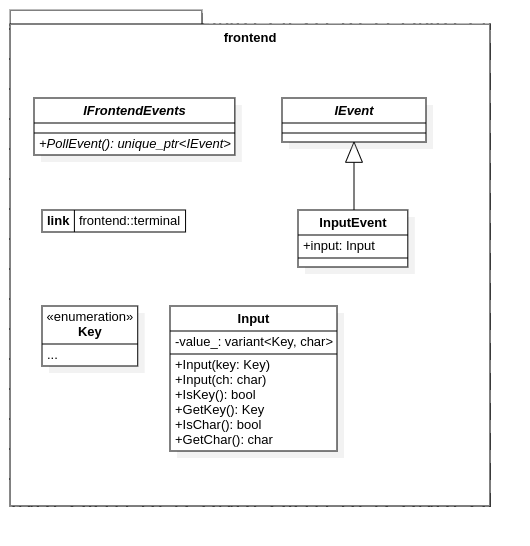 frontend
IFrontendEvents
+PollEvent(): unique_ptr<IEvent>
IEvent
link frontend::terminal
InputEvent
+input: Input
«enumeration»
Key
...
Input
-value_: variant<Key, char>
+Input(key: Key)
+Input(ch: char)
+IsKey(): bool
+GetKey(): Key
+IsChar(): bool
+GetChar(): char